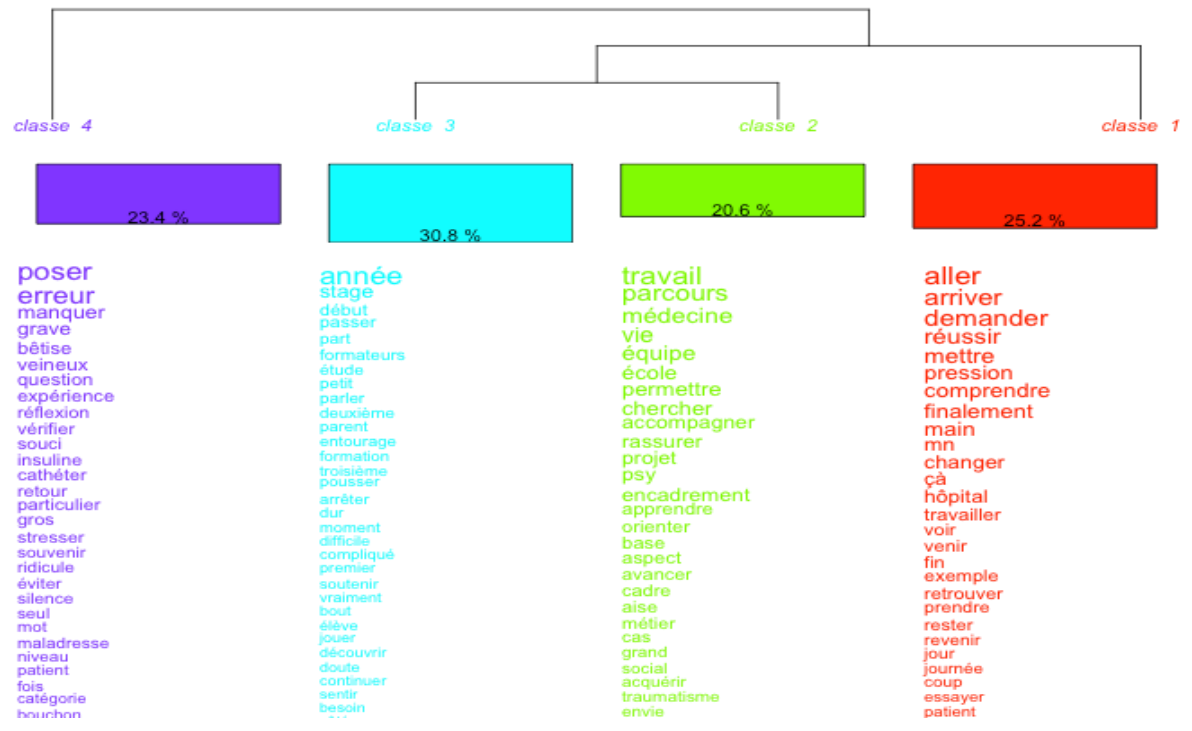 classe 4
classe 3
classe 2
classe 1
23.4 %
30.8 %
20.6 %
25.2 %
poser
erreur
manquer
grave
bêtise
veineux
question
expérience
réflexion
vérifier
souci
insuline
cathéter
retour
particulier
gros
stresser
souvenir
ridicule
éviter
silence
seul
mot
maladresse
niveau
patient
fois
catégorie
bouchon
année
stage
début
passer
part
formateurs
étude
petit
parler
deuxième
parent
entourage
formation
troisième
pousser
arrêter
dur
moment
difficile
compliqué
premier
soutenir
vraiment
bout
élève
jouer
découvrir
doute
continuer
sentir
besoin
travail
parcours
médecine
vie
équipe
école
permettre
chercher
accompagner
rassurer
projet
psy
encadrement
apprendre
orienter
base
aspect
avancer
cadre
aise
métier
cas
grand
social
acquérir
traumatisme
envie
aller
arriver
demander
réussir
mettre
pression
comprendre
finalement
main
mn
changer
çà
hôpital
travailler
voir
venir
fin
exemple
retrouver
prendre
rester
revenir
jour
journée
coup
essayer
patient